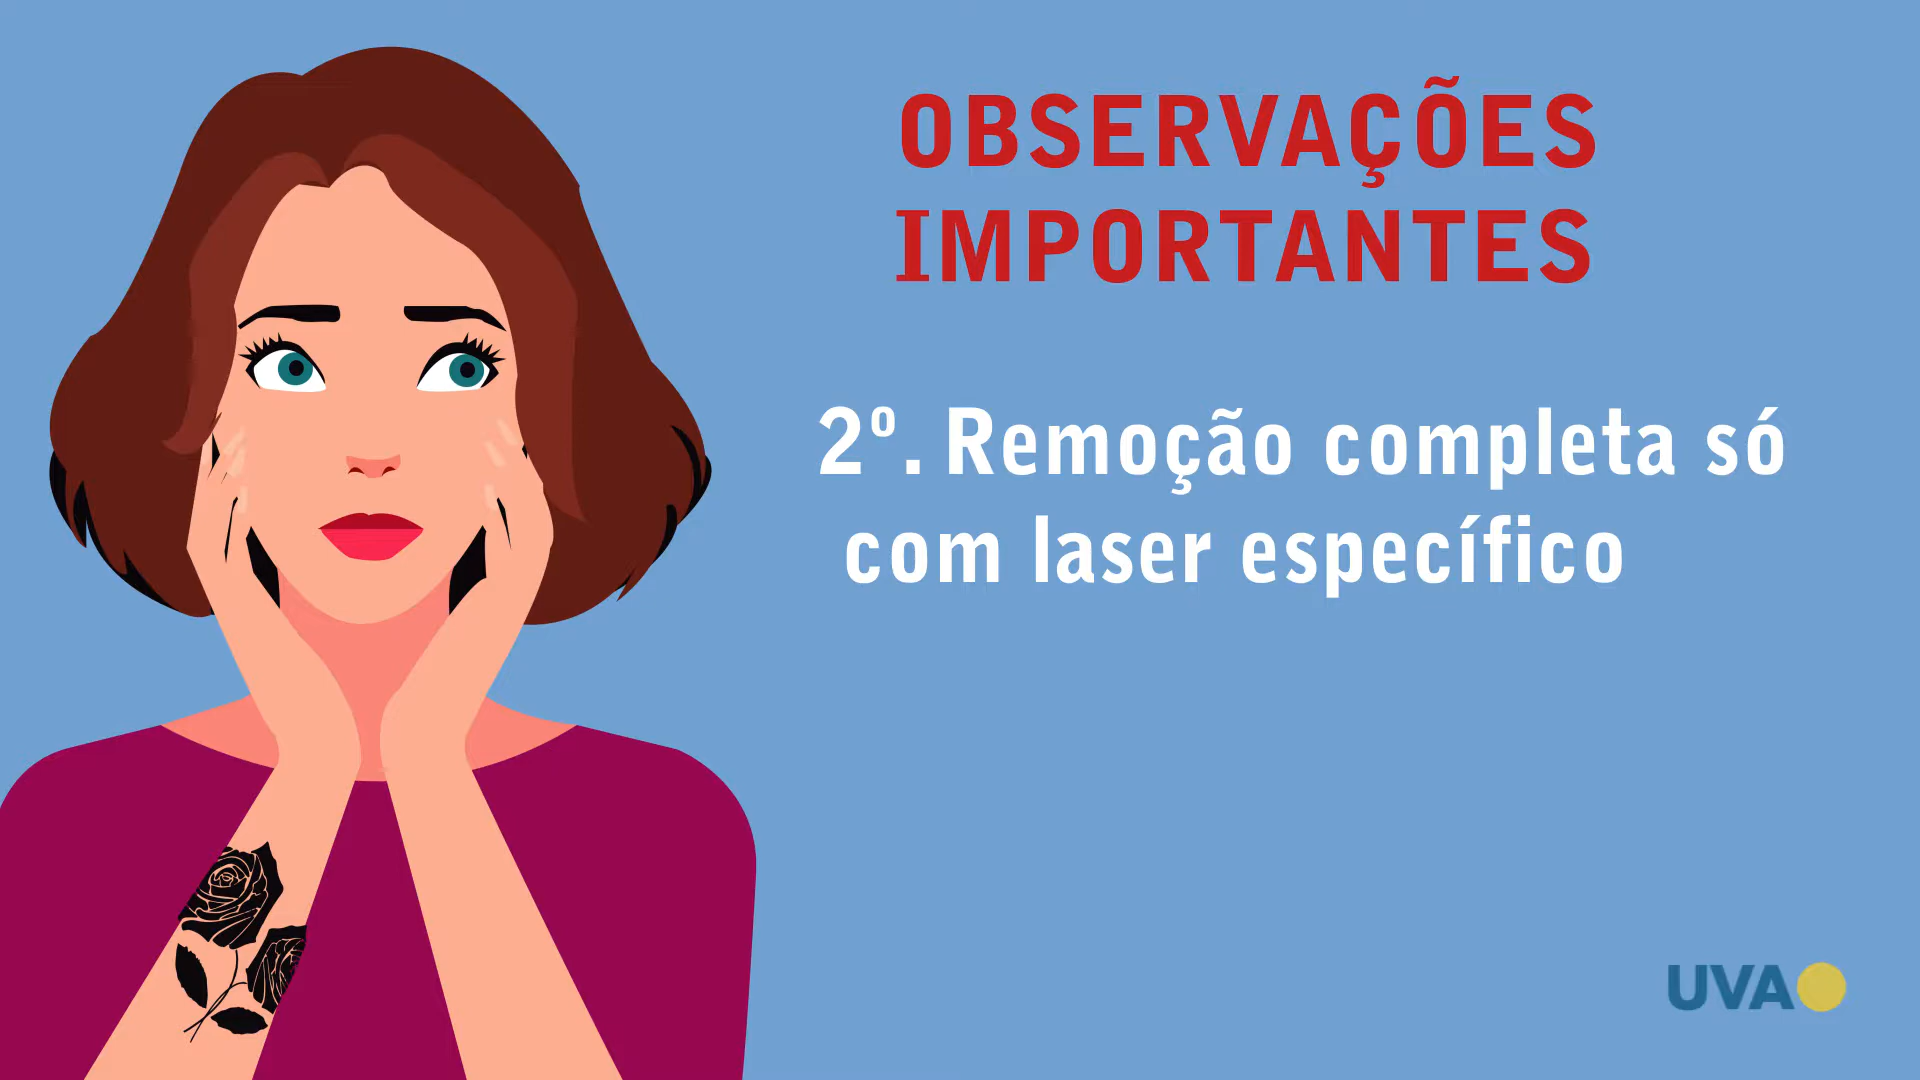 OBSERVAÇÕES
IMPORTANTES
2º. Remoção completa só
com laser específico
UVA